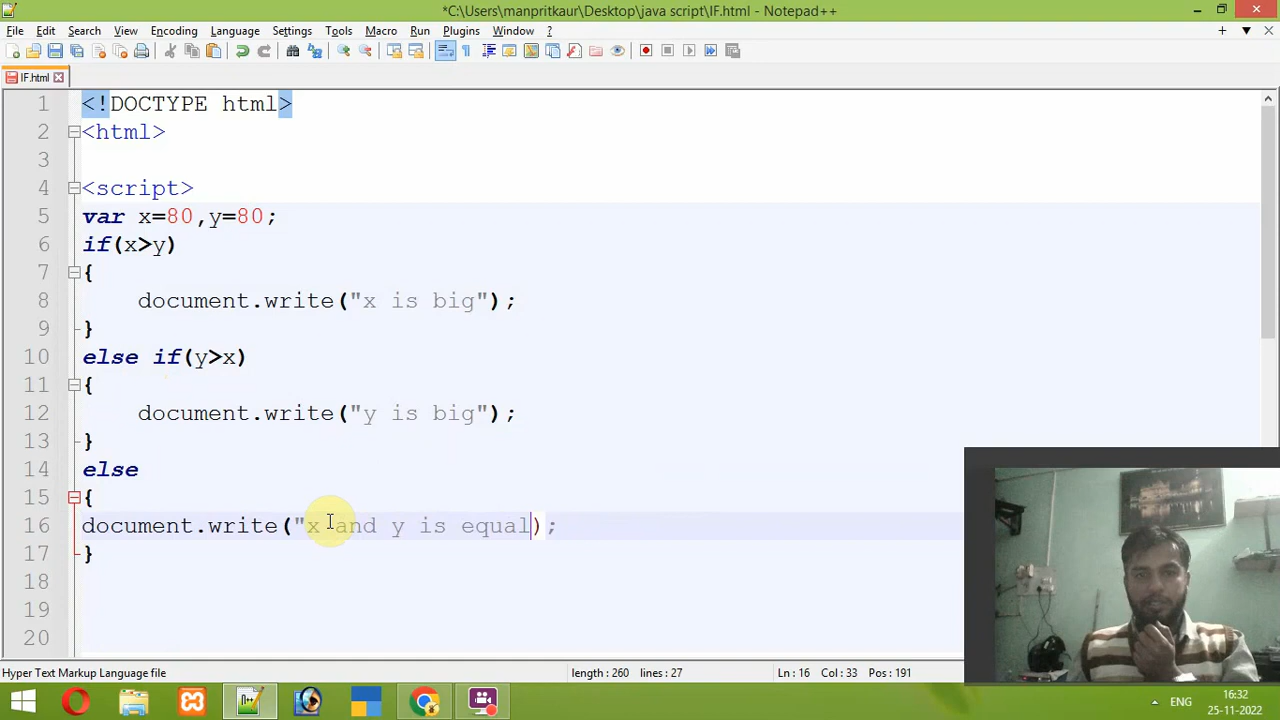 *C:\Users\manpritkaur\Desktop\java script\IF.html - Notepad++
File Edit Search View Encoding Language Settings Tools Macro Run Plugins Window ?
IF.html
1 <!DOCTYPE html>
2 <html>
3
4 <script>
5 var x=80,y=80;
6 if(x>y)
7 {
8 document.write("x is big");
9 }
10 else if(y>x)
11 {
12 document.write("y is big");
13 }
14 else
15 {
16 document.write("x and y is equal);
17 }
18
19
20
Hyper Text Markup Language file length : 260 lines : 27 Ln : 16 Col : 33 Pos : 191
ENG
16:32
25-11-2022